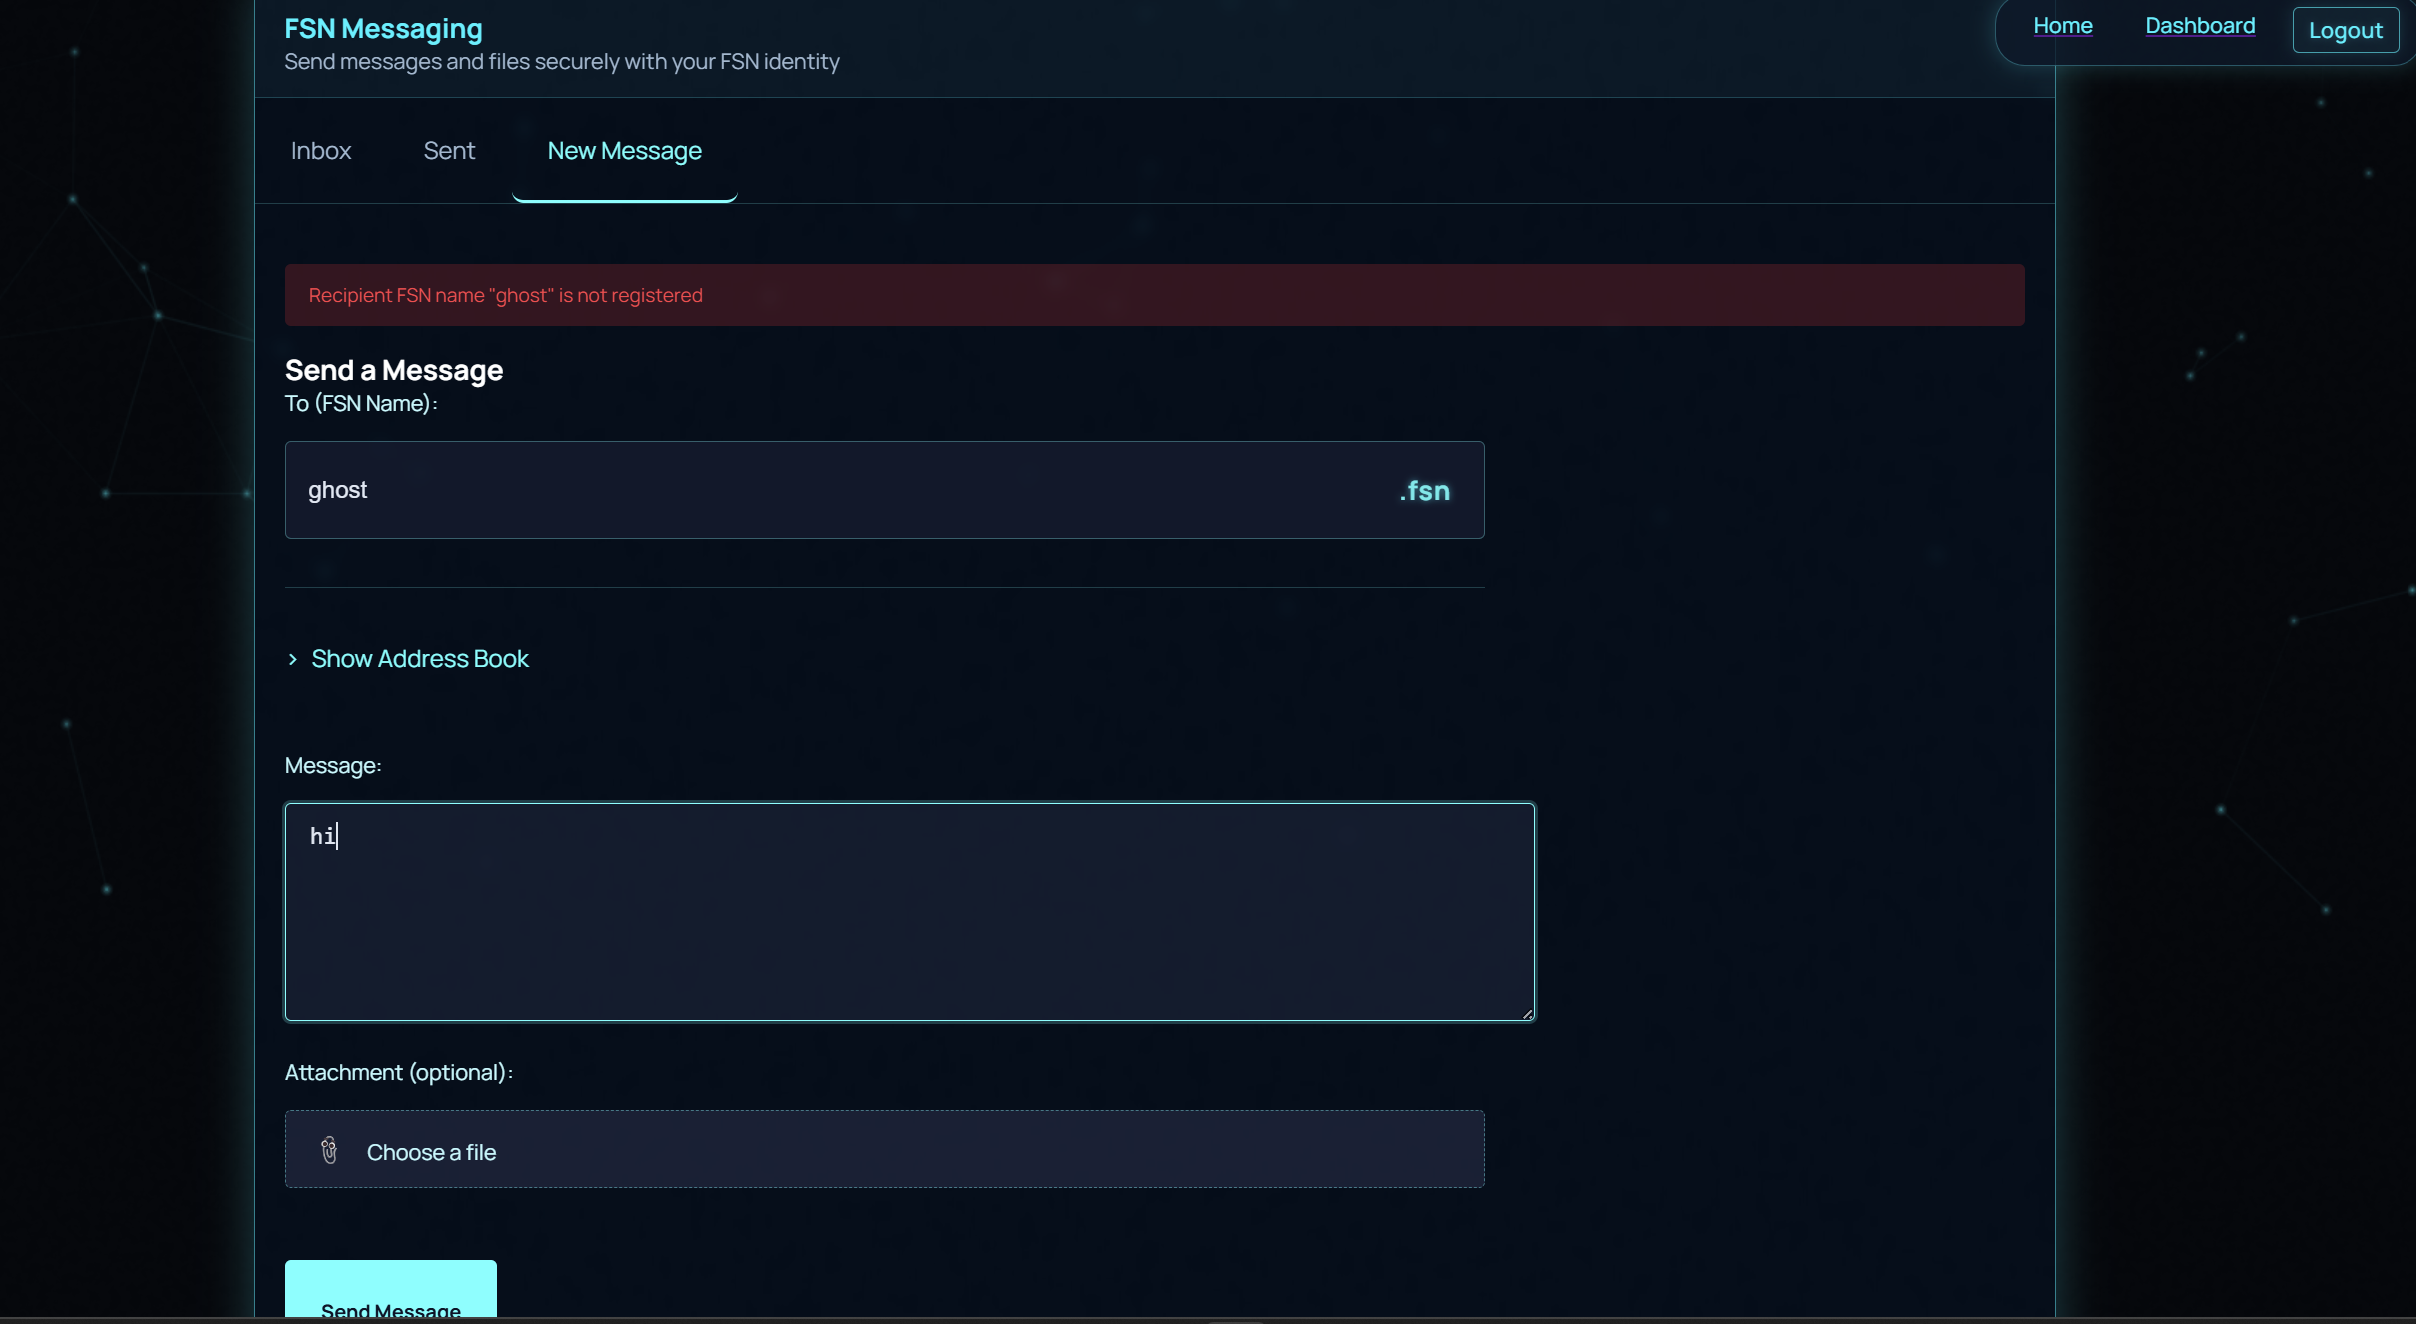 FSN Messaging
Send messages and files securely with your FSN identity
Home
Dashboard
Logout
Inbox
Sent
New Message
Recipient FSN name "ghost" is not registered
Send a Message
To (FSN Name):
ghost
.fsn
Show Address Book
Message:
hi
Attachment (optional):
Choose a file
Send Message